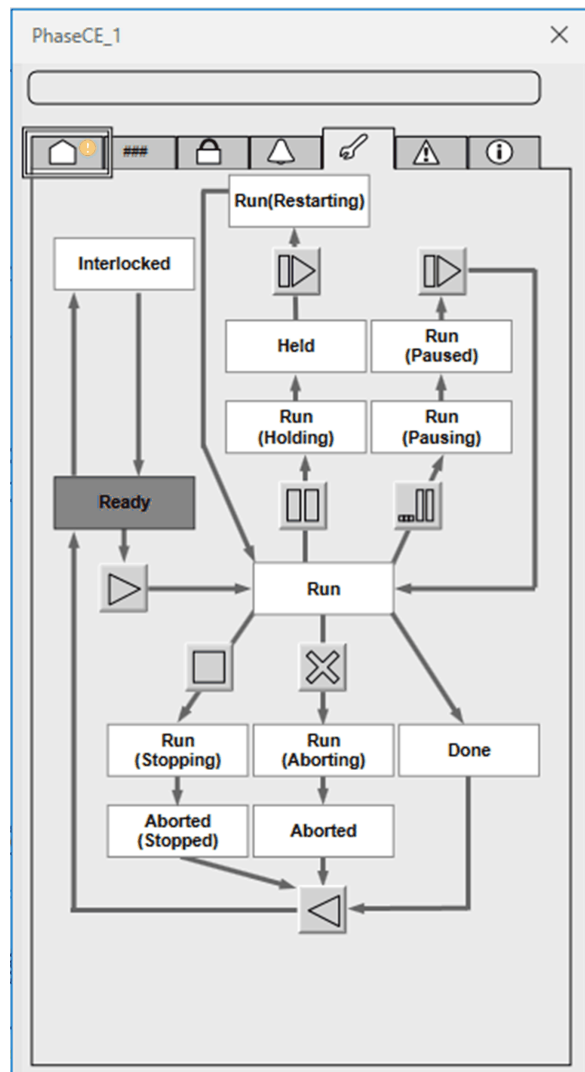 PhaseCE_1
###
Run(Restarting)
Interlocked
Held
Run
(Paused)
Run
(Holding)
Run
(Pausing)
Ready
Run
Run
(Stopping)
Run
(Aborting)
Done
Aborted
(Stopped)
Aborted